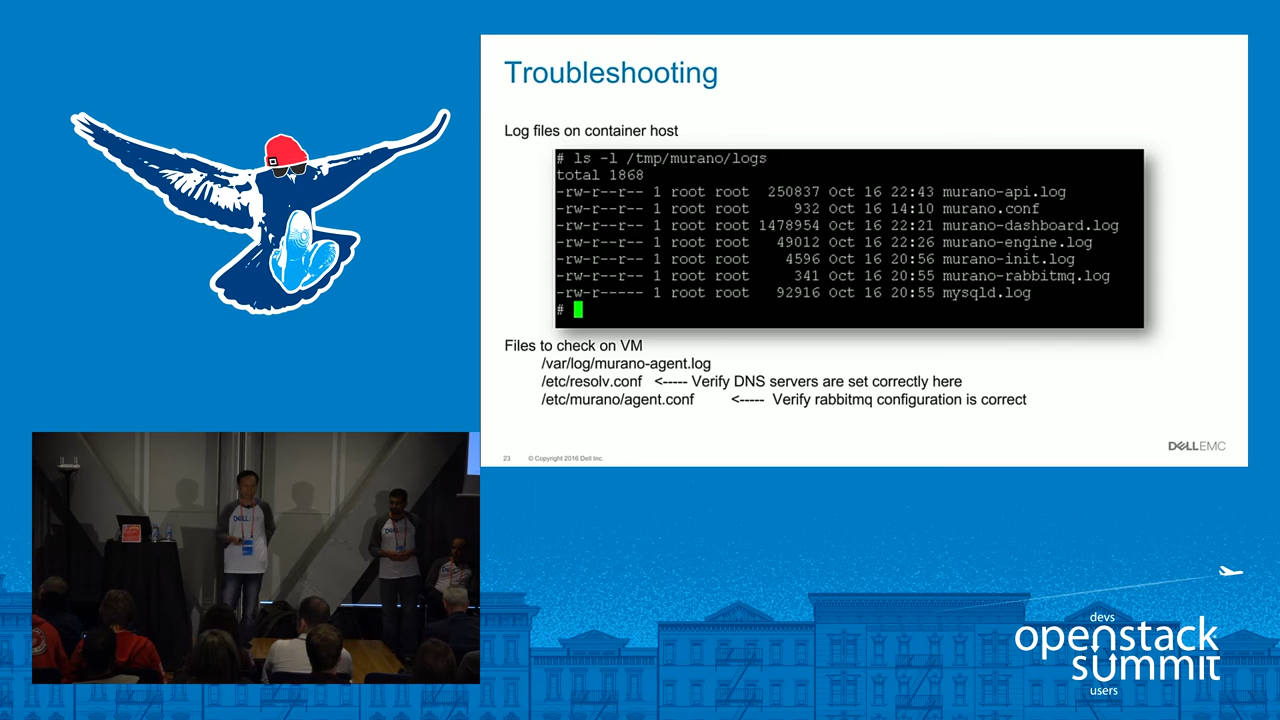 Troubleshooting
Log files on container host
# ls -l /tmp/murano/logs
total 1868
-rw-r--r-- 1 root root 250837 Oct 16 22:43 murano-api.log
-rw-r--r-- 1 root root 932 Oct 16 14:10 murano.conf
-rw-r--r-- 1 root root 1478954 Oct 16 22:21 murano-dashboard.log
-rw-r--r-- 1 root root 49012 Oct 16 22:26 murano-engine.log
-rw-r--r-- 1 root root 4596 Oct 16 20:56 murano-init.log
-rw-r--r-- 1 root root 341 Oct 16 20:55 murano-rabbitmq.log
-rw-r----- 1 root root 92916 Oct 16 20:55 mysqld.log
#
Files to check on VM
/var/log/murano-agent.log
/etc/resolv.conf <----- Verify DNS servers are set correctly here
/etc/murano/agent.conf <----- Verify rabbitmq configuration is correct
23 © Copyright 2016 Dell Inc.
DELLEMC
DELL
DELL
devs
openstack
summit
users